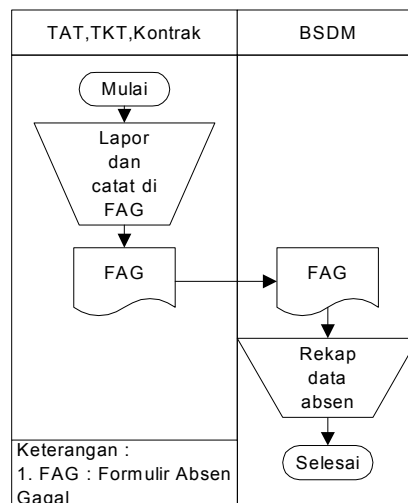 TAT,TKT,Kontrak
BSDM
Mulai
Lapor
dan
catat di
FAG
FAG
FAG
Rekap
data
absen
Selesai
Keterangan :
1. FAG : Formulir Absen
Gagal